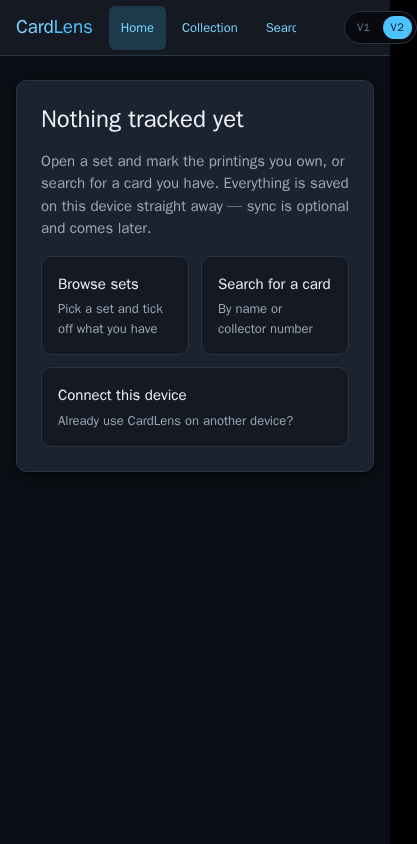 CardLens Home Collection Searc V1 V2
Nothing tracked yet
Open a set and mark the printings you own, or
search for a card you have. Everything is saved
on this device straight away — sync is optional
and comes later.
Browse sets
Pick a set and tick
off what you have
Search for a card
By name or
collector number
Connect this device
Already use CardLens on another device?